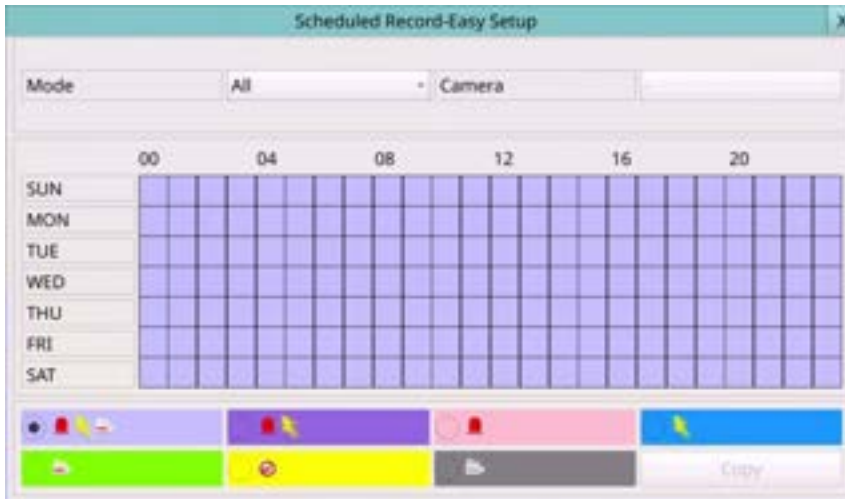 Scheduled Record-Easy Setup X
Mode All Camera
00 04 08 12 16 20
SUN
MON
TUE
WED
THU
FRI
SAT
Copy